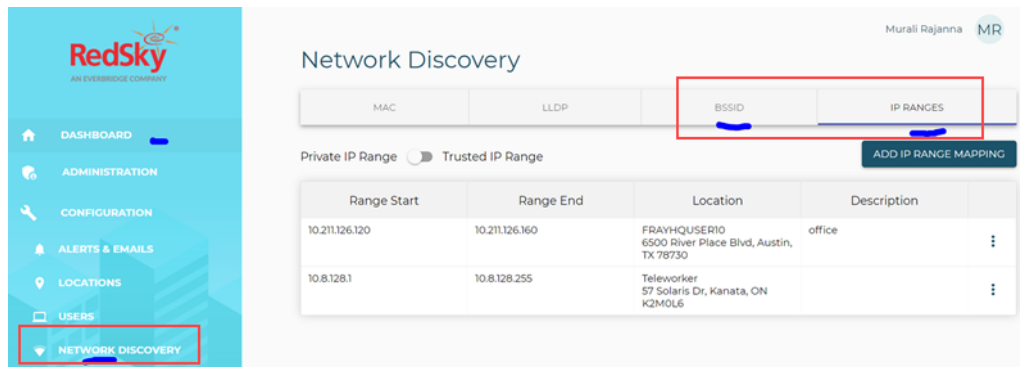 RedSky
AN EVERBRIDGE COMPANY
DASHBOARD
ADMINISTRATION
CONFIGURATION
ALERTS & EMAILS
LOCATIONS
USERS
NETWORK DISCOVERY
Murali Rajanna MR
Network Discovery
MAC LLDP BSSID IP RANGES
Private IP Range Trusted IP Range ADD IP RANGE MAPPING
Range Start Range End Location Description
10.211.126.120 10.211.126.160 FRAYHQUSER10 office
6500 River Place Blvd, Austin,
TX 78730
10.8.128.1 10.8.128.255 Teleworker
57 Solaris Dr, Kanata, ON
K2M0L6